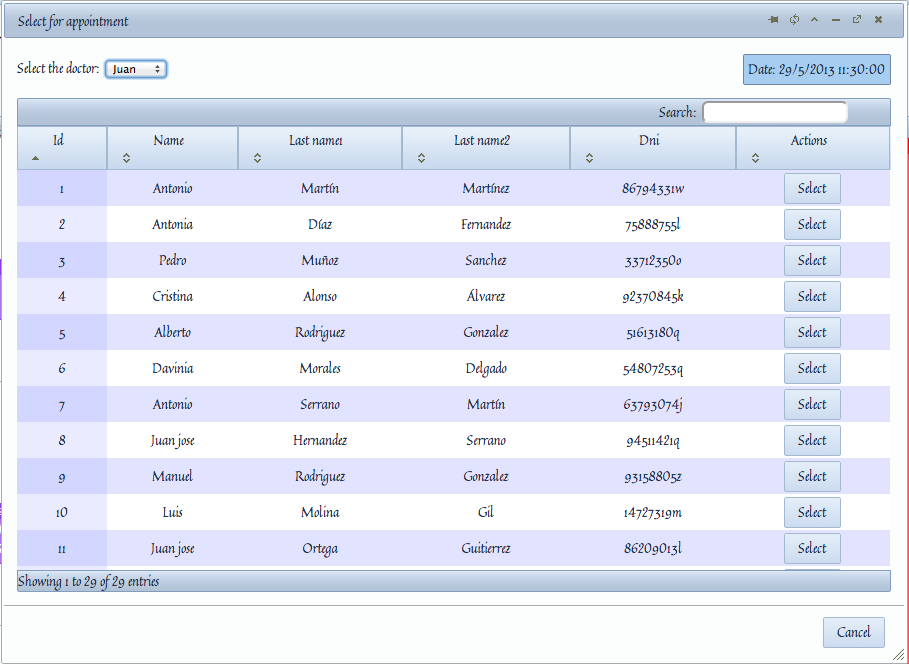 Select for appointment
Select the doctor: Juan
Date: 29/5/2013 11:30:00
Search:
Id Name Last name1 Last name2 Dni Actions
1 Antonio Martín Martínez 86794331w Select
2 Antonia Díaz Fernandez 75888755l Select
3 Pedro Muñoz Sanchez 33712350o Select
4 Cristina Alonso Álvarez 92370845k Select
5 Alberto Rodriguez Gonzalez 51613180q Select
6 Davinia Morales Delgado 54807253q Select
7 Antonio Serrano Martín 63793074j Select
8 Juan jose Hernandez Serrano 94511421q Select
9 Manuel Rodriguez Gonzalez 93158805z Select
10 Luis Molina Gil 14727319m Select
11 Juan jose Ortega Guitierrez 86209013l Select
Showing 1 to 29 of 29 entries
Cancel